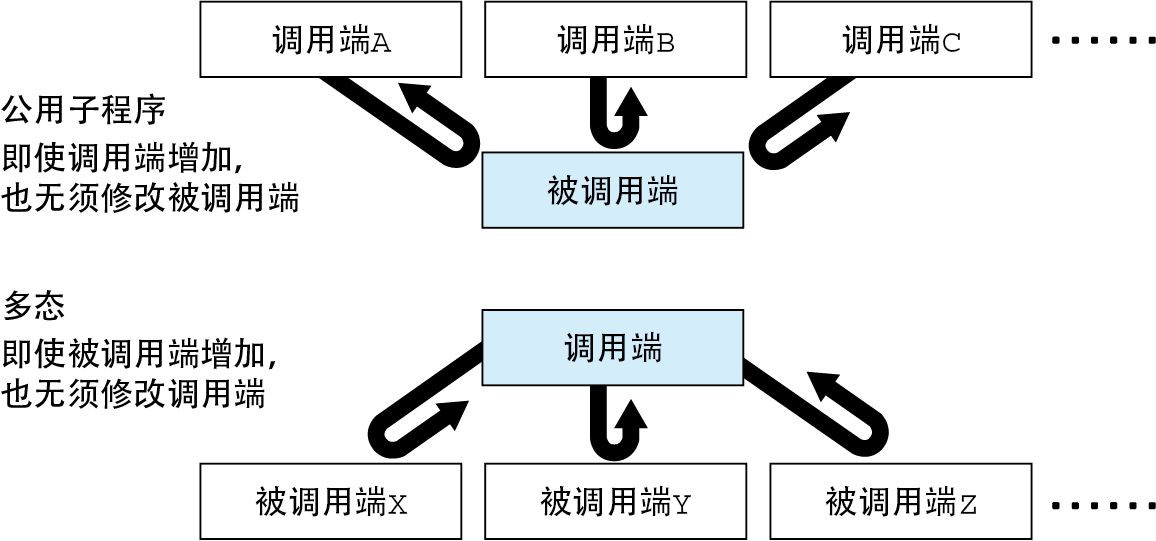 调用端A 调用端B 调用端C ······
公用子程序
即使调用端增加,
也无须修改被调用端
被调用端
多态
即使被调用端增加,
也无须修改调用端
调用端
被调用端X 被调用端Y 被调用端Z ······